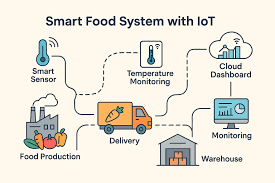 Smart Food System with IoT
Smart
Sensor
Temperature
Monitoring
Cloud
Dashboard
Food Production
Delivery
Monitoring
Warehouse